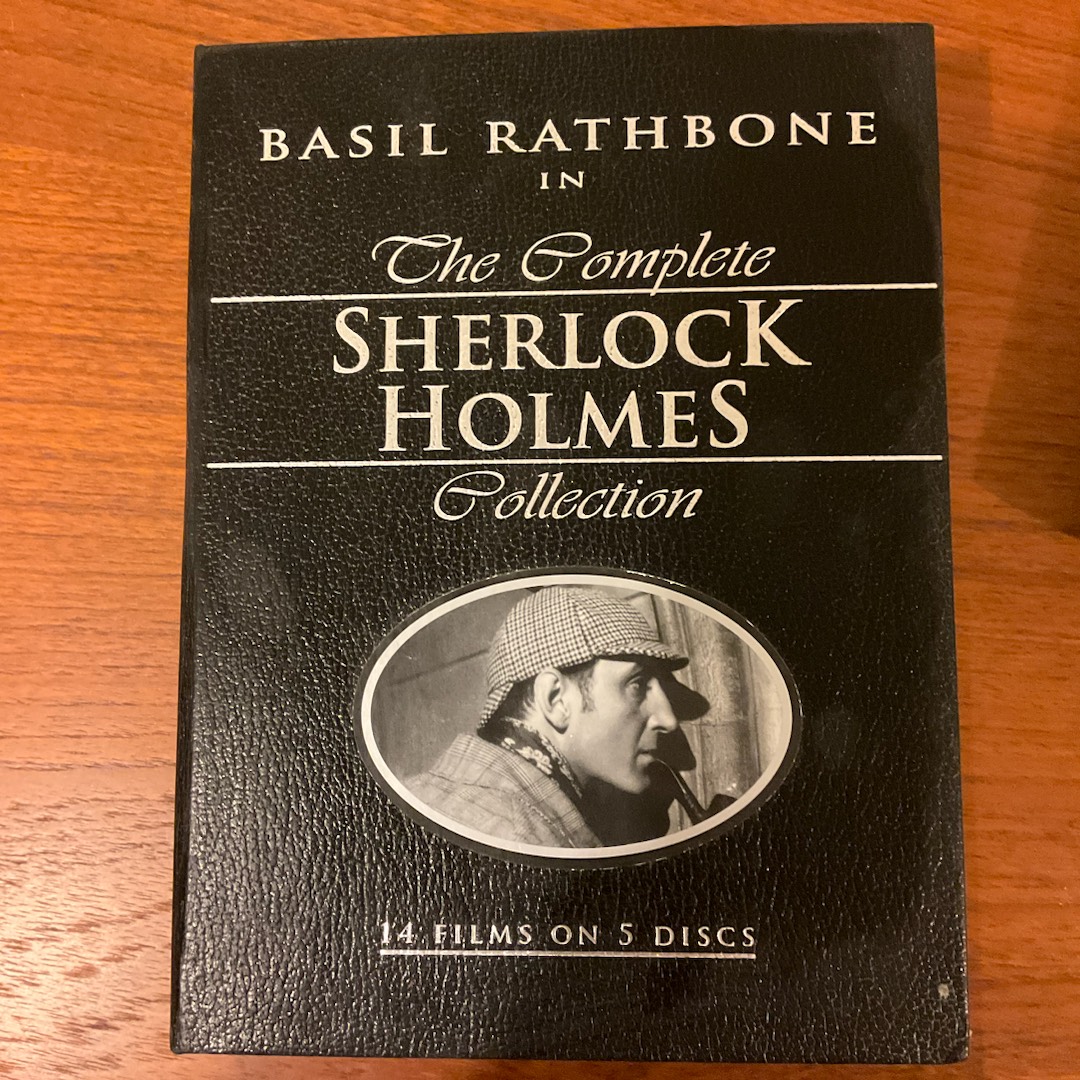 BASIL RATHBONE
IN
The Complete
SHERLOCK
HOLMES
Collection
14 FILMS ON 5 DISCS